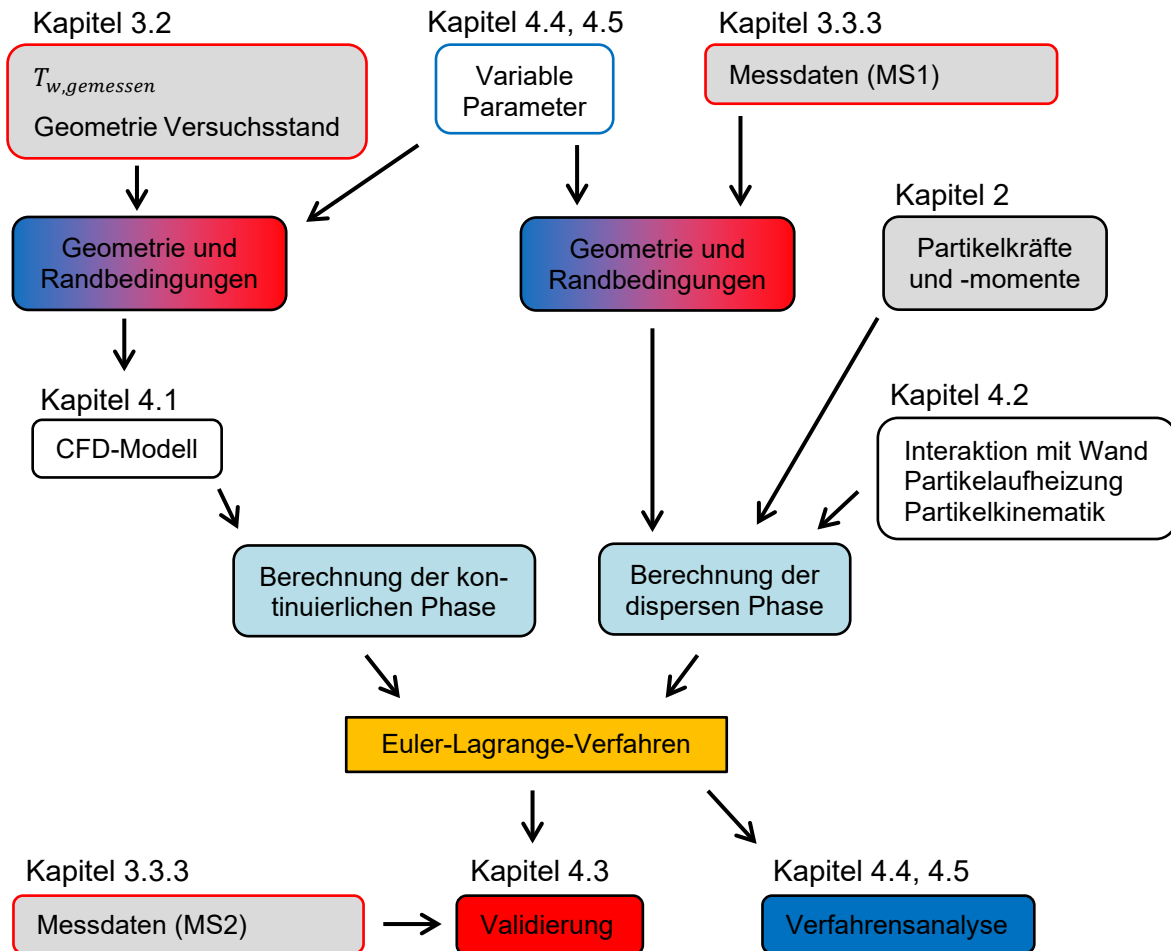 Kapitel 3.2
Kapitel 4.4, 4.5
Kapitel 3.3.3
T_{w,gemessen}
Geometrie Versuchsstand
Variable
Parameter
Messdaten (MS1)
Kapitel 2
Geometrie und
Randbedingungen
Geometrie und
Randbedingungen
Partikelkräfte
und -momente
Kapitel 4.1
CFD-Modell
Kapitel 4.2
Interaktion mit Wand
Partikelaufheizung
Partikelkinematik
Berechnung der kon-
tinuierlichen Phase
Berechnung der
dispersen Phase
Euler-Lagrange-Verfahren
Kapitel 3.3.3
Messdaten (MS2)
Kapitel 4.3
Validierung
Kapitel 4.4, 4.5
Verfahrensanalyse